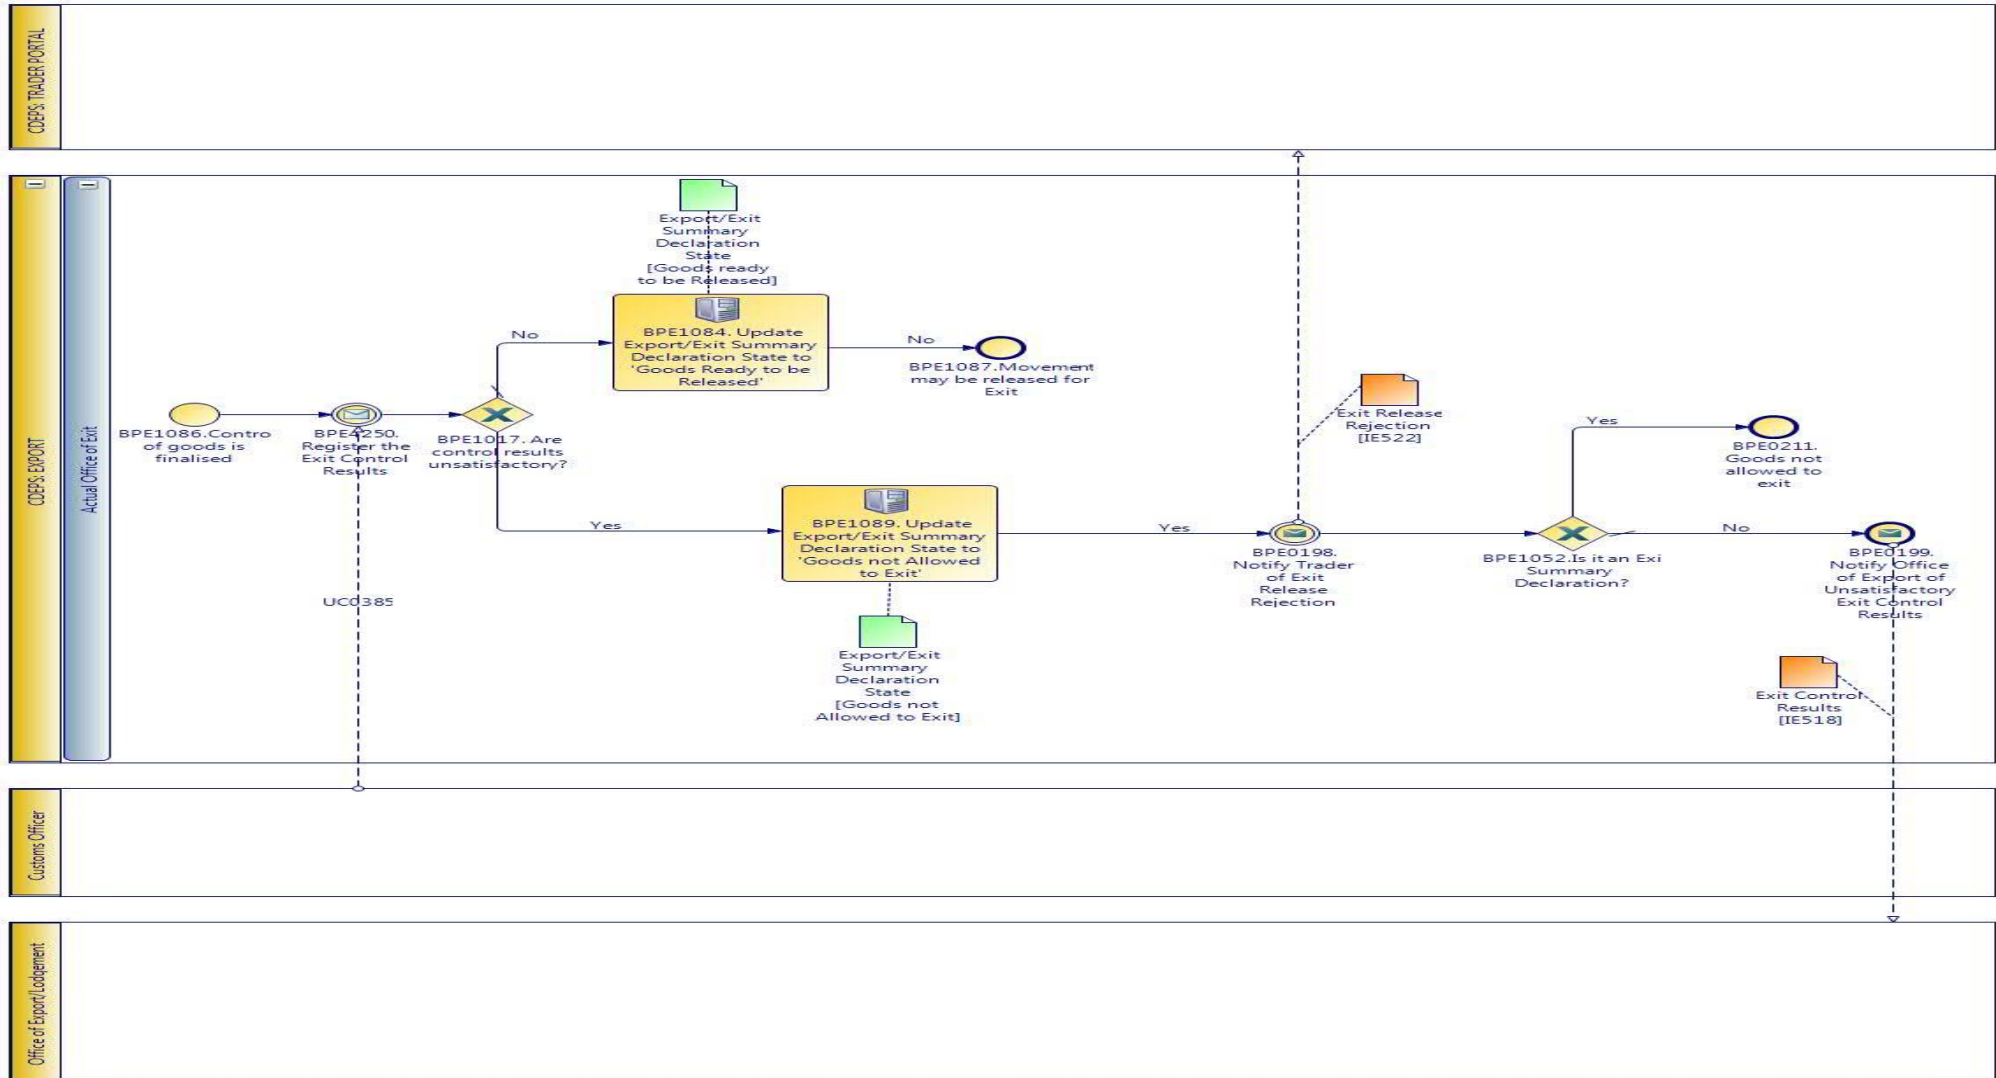 CDEPS: TRADER PORTAL
CDEPS: EXPORT
Actual Office of Exit
Export/Exit
Summary
Declaration
State
[Goods ready
to be Released]
BPE1084. Update
Export/Exit Summary
Declaration State to
'Goods Ready to be
Released'
No
No
BPE1087.Movement
may be released for
Exit
BPE1086.Contro
of goods is
finalised
BPE4250.
Register the
Exit Control
Results
BPE1017. Are
control results
unsatisfactory?
Yes
BPE1089. Update
Export/Exit Summary
Declaration State to
'Goods not Allowed
to Exit'
Export/Exit
Summary
Declaration
State
[Goods not
Allowed to Exit]
Yes
BPE0198.
Notify Trader
of Exit
Release
Rejection
Exit Release
Rejection
[IE522]
BPE1052.Is it an Exi
Summary
Declaration?
Yes
BPE0211.
Goods not
allowed to
exit
No
BPE0199.
Notify Office
of Export of
Unsatisfactory
Exit Control
Results
Exit Control
Results
[IE518]
UC0385
Customs Officer
Office of Export/Lodgement